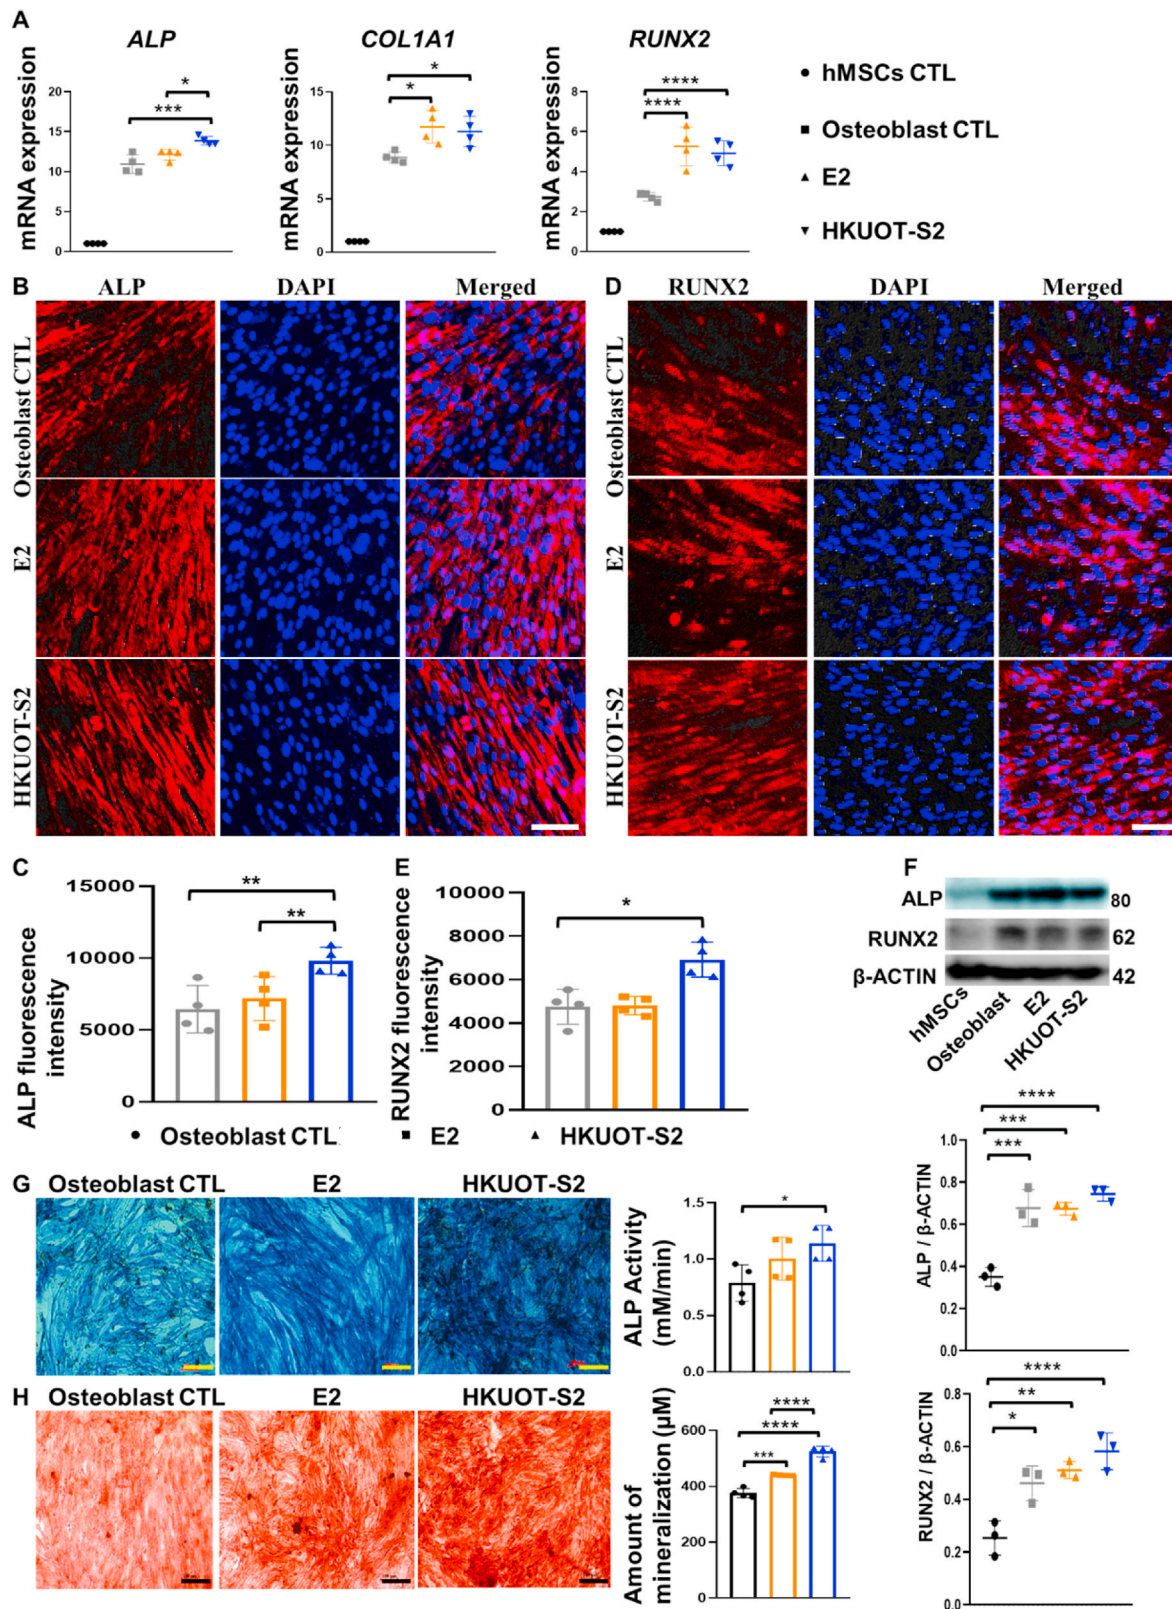 A
ALP
COL1A1
RUNX2
mRNA expression
20
15
10
5
0
*
***
mRNA expression
15
10
5
0
*
*
mRNA expression
8
6
4
2
0
****
****
hMSCs CTL
Osteoblast CTL
E2
HKUOT-S2
B
ALP
DAPI
Merged
Osteoblast CTL
E2
HKUOT-S2
D
RUNX2
DAPI
Merged
Osteoblast CTL
E2
HKUOT-S2
C
ALP fluorescence
intensity
15000
10000
5000
0
**
**
E
RUNX2 fluorescence
intensity
10000
8000
6000
4000
2000
0
*
Osteoblast CTL
E2
HKUOT-S2
F
ALP
80
RUNX2
62
β-ACTIN
42
hMSCs
Osteoblast
E2
HKUOT-S2
ALP / β-ACTIN
1.0
0.8
0.6
0.4
0.2
0.0
****
***
***
RUNX2 / β-ACTIN
0.8
0.6
0.4
0.2
0.0
****
**
*
G
Osteoblast CTL
E2
HKUOT-S2
ALP Activity
(mM/min)
1.5
1.0
0.5
0.0
*
H
Osteoblast CTL
E2
HKUOT-S2
Amount of
mineralization (µM)
600
400
200
0
****
****
***